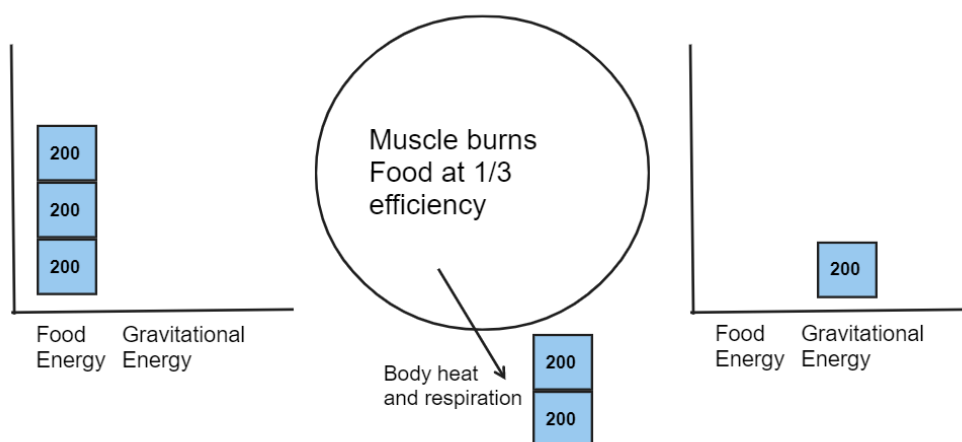 200
200
200
Food
Energy
Gravitational
Energy
Muscle burns
Food at 1/3
efficiency
Body heat
and respiration
200
200
200
Food
Energy
Gravitational
Energy